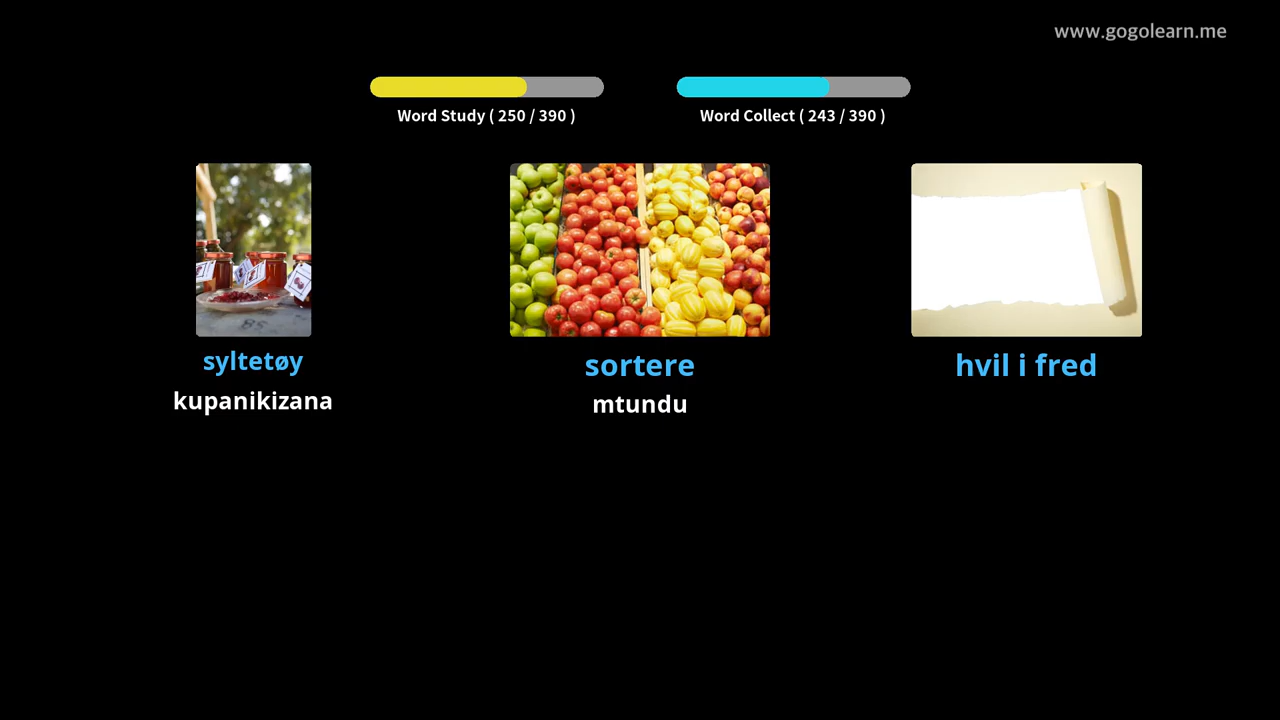 www.gogolearn.me
Word Study ( 250 / 390 )
Word Collect ( 243 / 390 )
syltetøy
kupanikizana
sortere
mtundu
hvil i fred